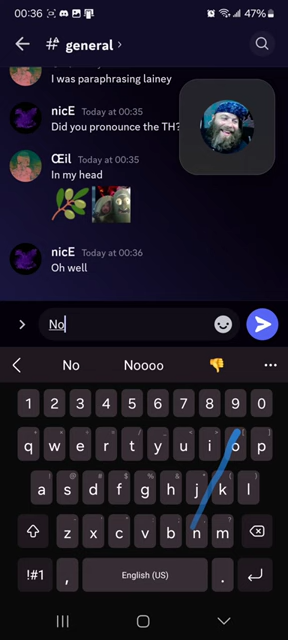 00:36
47%
general
I was paraphrasing lainey
nicE Today at 00:35
Did you pronounce the TH?
Œil Today at 00:35
In my head
nicE Today at 00:36
Oh well
No
No Noooo
1 2 3 4 5 6 7 8 9 0
q w e r t y u i o p
a s d f g h j k l
z x c v b n m
!#1 , English (US) .